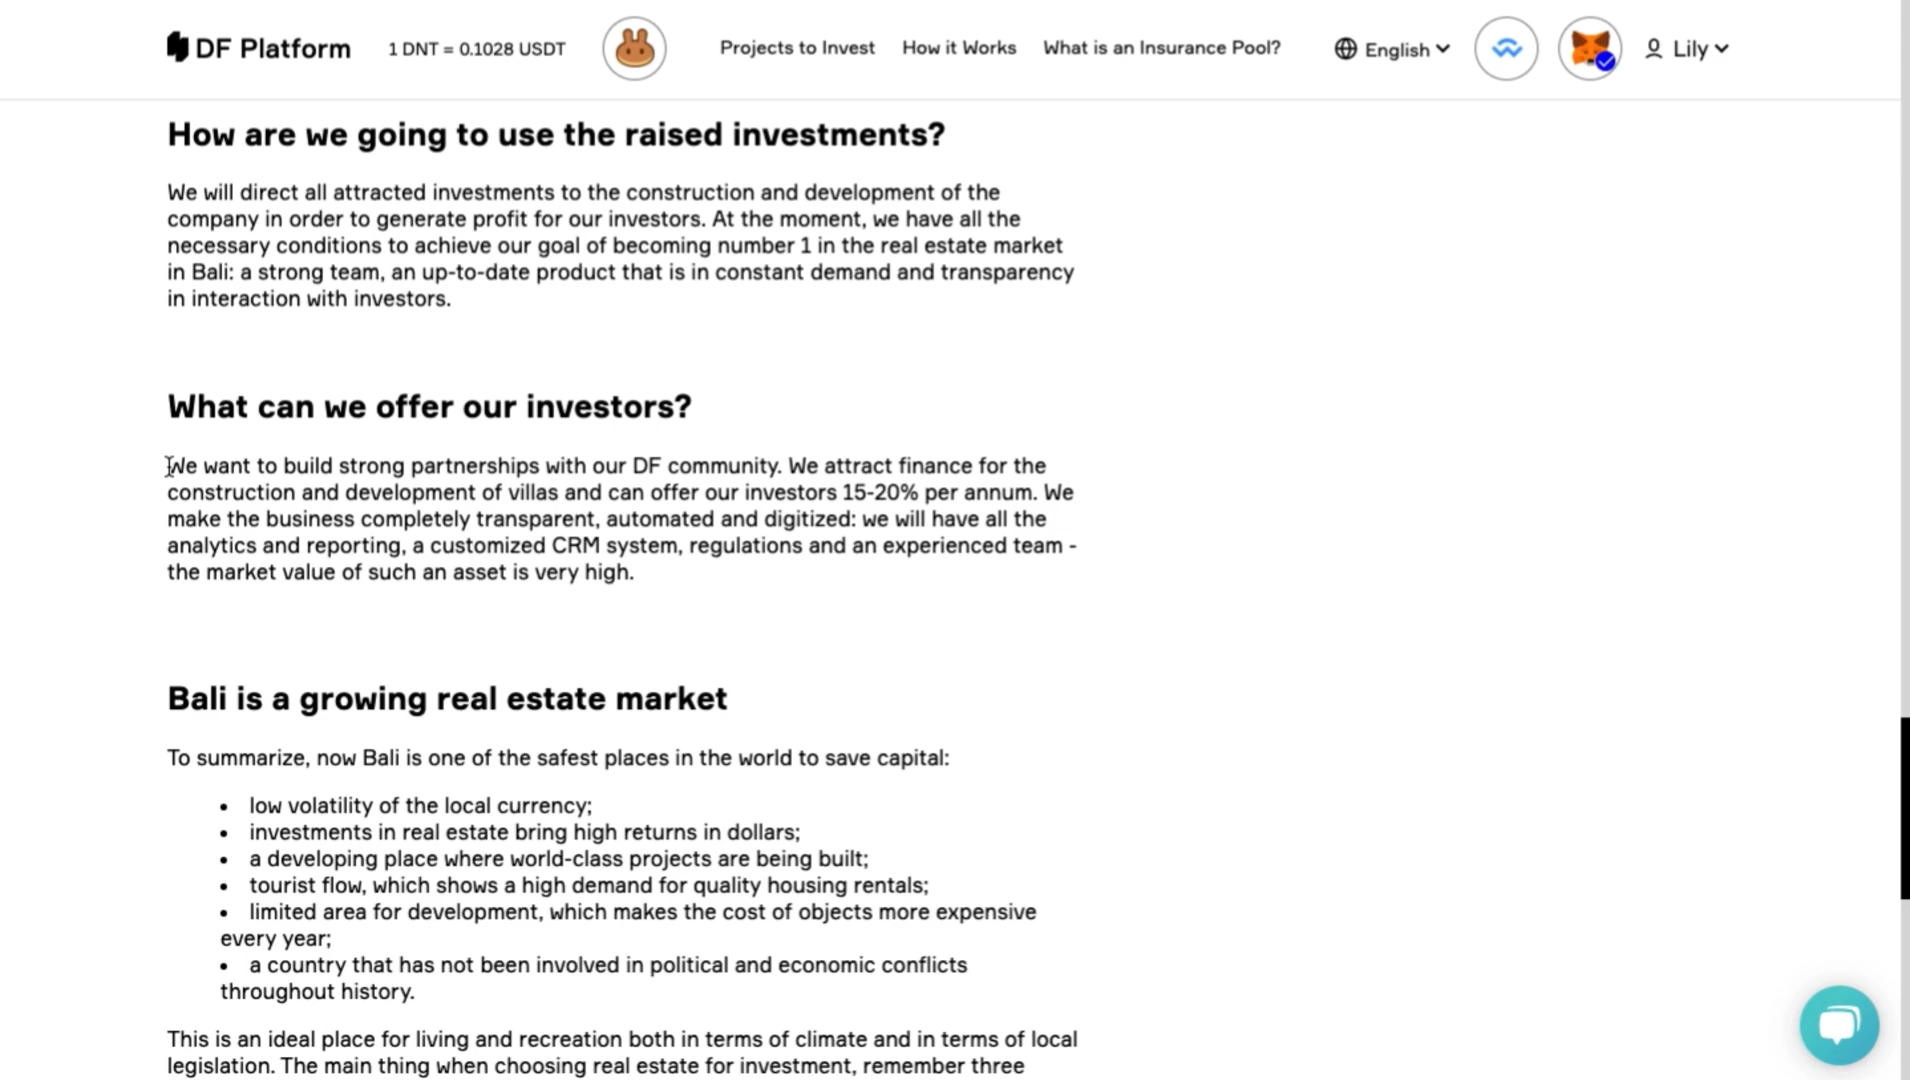 DF Platform
1 DNT = 0.1028 USDT
Projects to Invest
How it Works
What is an Insurance Pool?
English
Lily
How are we going to use the raised investments?
We will direct all attracted investments to the construction and development of the
company in order to generate profit for our investors. At the moment, we have all the
necessary conditions to achieve our goal of becoming number 1 in the real estate market
in Bali: a strong team, an up-to-date product that is in constant demand and transparency
in interaction with investors.
What can we offer our investors?
We want to build strong partnerships with our DF community. We attract finance for the
construction and development of villas and can offer our investors 15-20% per annum. We
make the business completely transparent, automated and digitized: we will have all the
analytics and reporting, a customized CRM system, regulations and an experienced team -
the market value of such an asset is very high.
Bali is a growing real estate market
To summarize, now Bali is one of the safest places in the world to save capital:
• low volatility of the local currency;
• investments in real estate bring high returns in dollars;
• a developing place where world-class projects are being built;
• tourist flow, which shows a high demand for quality housing rentals;
• limited area for development, which makes the cost of objects more expensive
every year;
• a country that has not been involved in political and economic conflicts
throughout history.
This is an ideal place for living and recreation both in terms of climate and in terms of local
legislation. The main thing when choosing real estate for investment, remember three